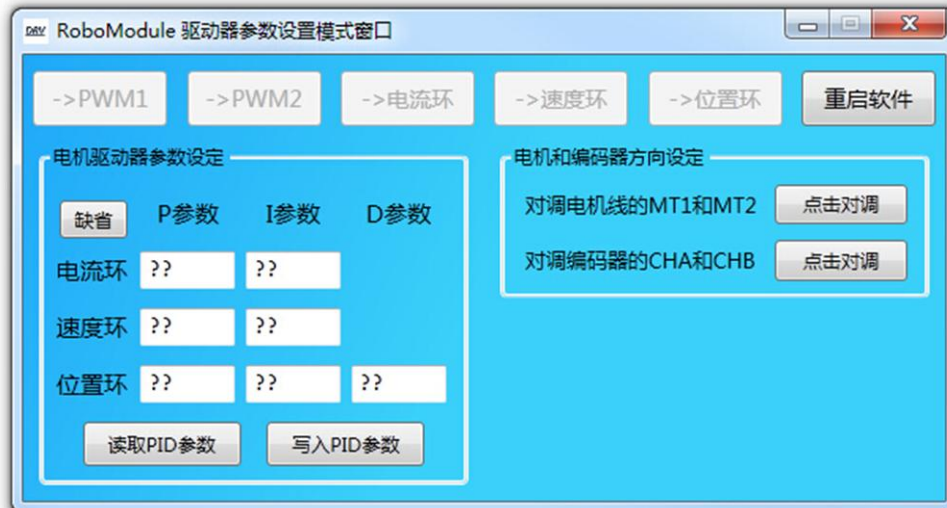 DRV RoboModule 驱动器参数设置模式窗口
->PWM1 ->PWM2 ->电流环 ->速度环 ->位置环 重启软件
电机驱动器参数设定
缺省 P参数 I参数 D参数
电流环 ?? ??
速度环 ?? ??
位置环 ?? ?? ??
读取PID参数 写入PID参数
电机和编码器方向设定
对调电机线的MT1和MT2 点击对调
对调编码器的CHA和CHB 点击对调